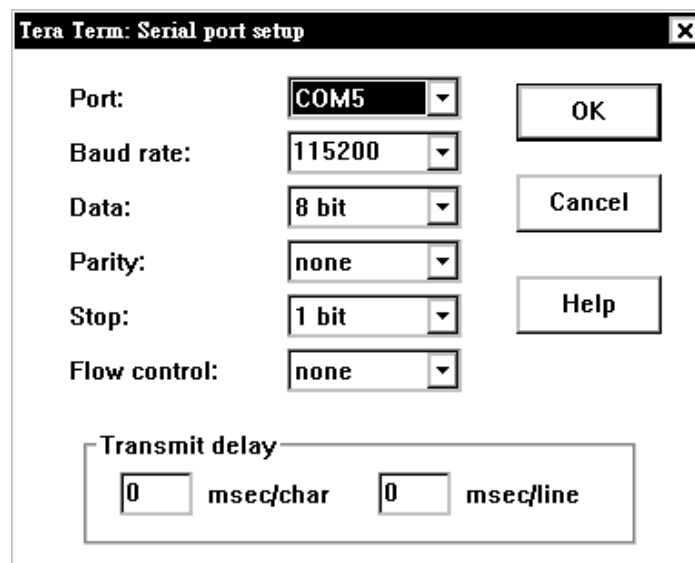 Tera Term: Serial port setup
Port: COM5 OK
Baud rate: 115200
Data: 8 bit Cancel
Parity: none
Stop: 1 bit Help
Flow control: none
Transmit delay
0 msec/char 0 msec/line